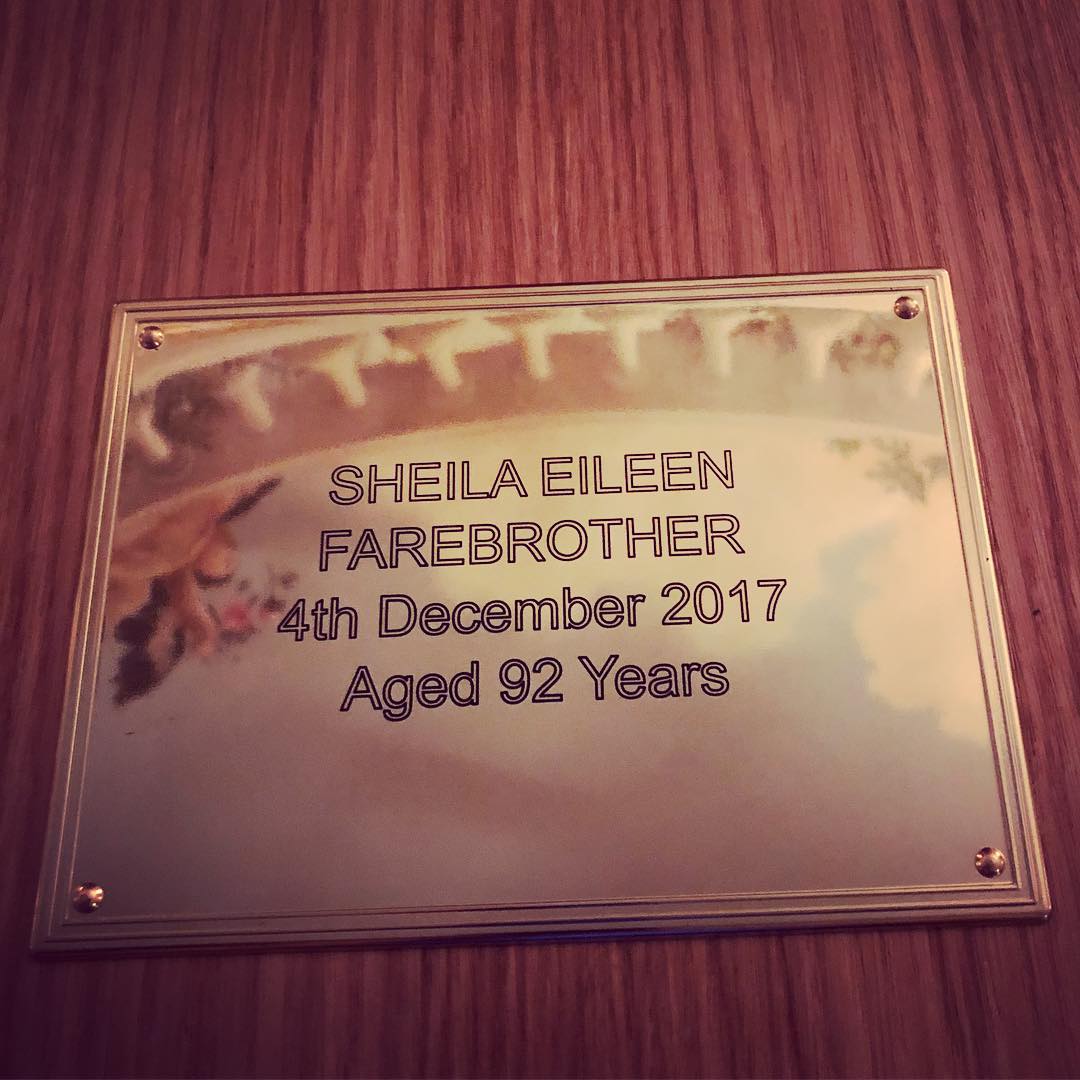 SHEILA EILEEN
FAREBROTHER
4th December 2017
Aged 92 Years